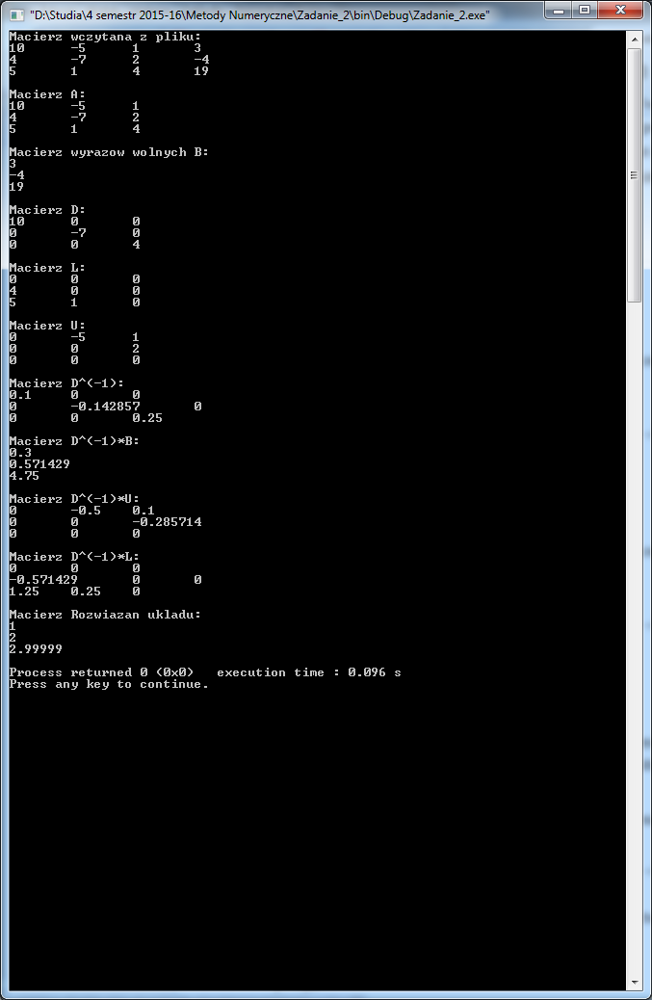 "D:\Studia\4 semestr 2015-16\Metody Numeryczne\Zadanie_2\bin\Debug\Zadanie_2.exe"
Macierz wczytana z pliku:
10 -5 1 3
4 -7 2 -4
5 1 4 19
Macierz A:
10 -5 1
4 -7 2
5 1 4
Macierz wyrazow wolnych B:
3
-4
19
Macierz D:
10 0 0
0 -7 0
0 0 4
Macierz L:
0 0 0
4 0 0
5 1 0
Macierz U:
0 -5 1
0 0 2
0 0 0
Macierz D^(-1):
0.1 0 0
0 -0.142857 0
0 0 0.25
Macierz D^(-1)*B:
0.3
0.571429
4.75
Macierz D^(-1)*U:
0 -0.5 0.1
0 0 -0.285714
0 0 0
Macierz D^(-1)*L:
0 0 0
-0.571429 0 0
1.25 0.25 0
Macierz Rozwiazan ukladu:
1
2
2.99999
Process returned 0 (0x0) execution time : 0.096 s
Press any key to continue.